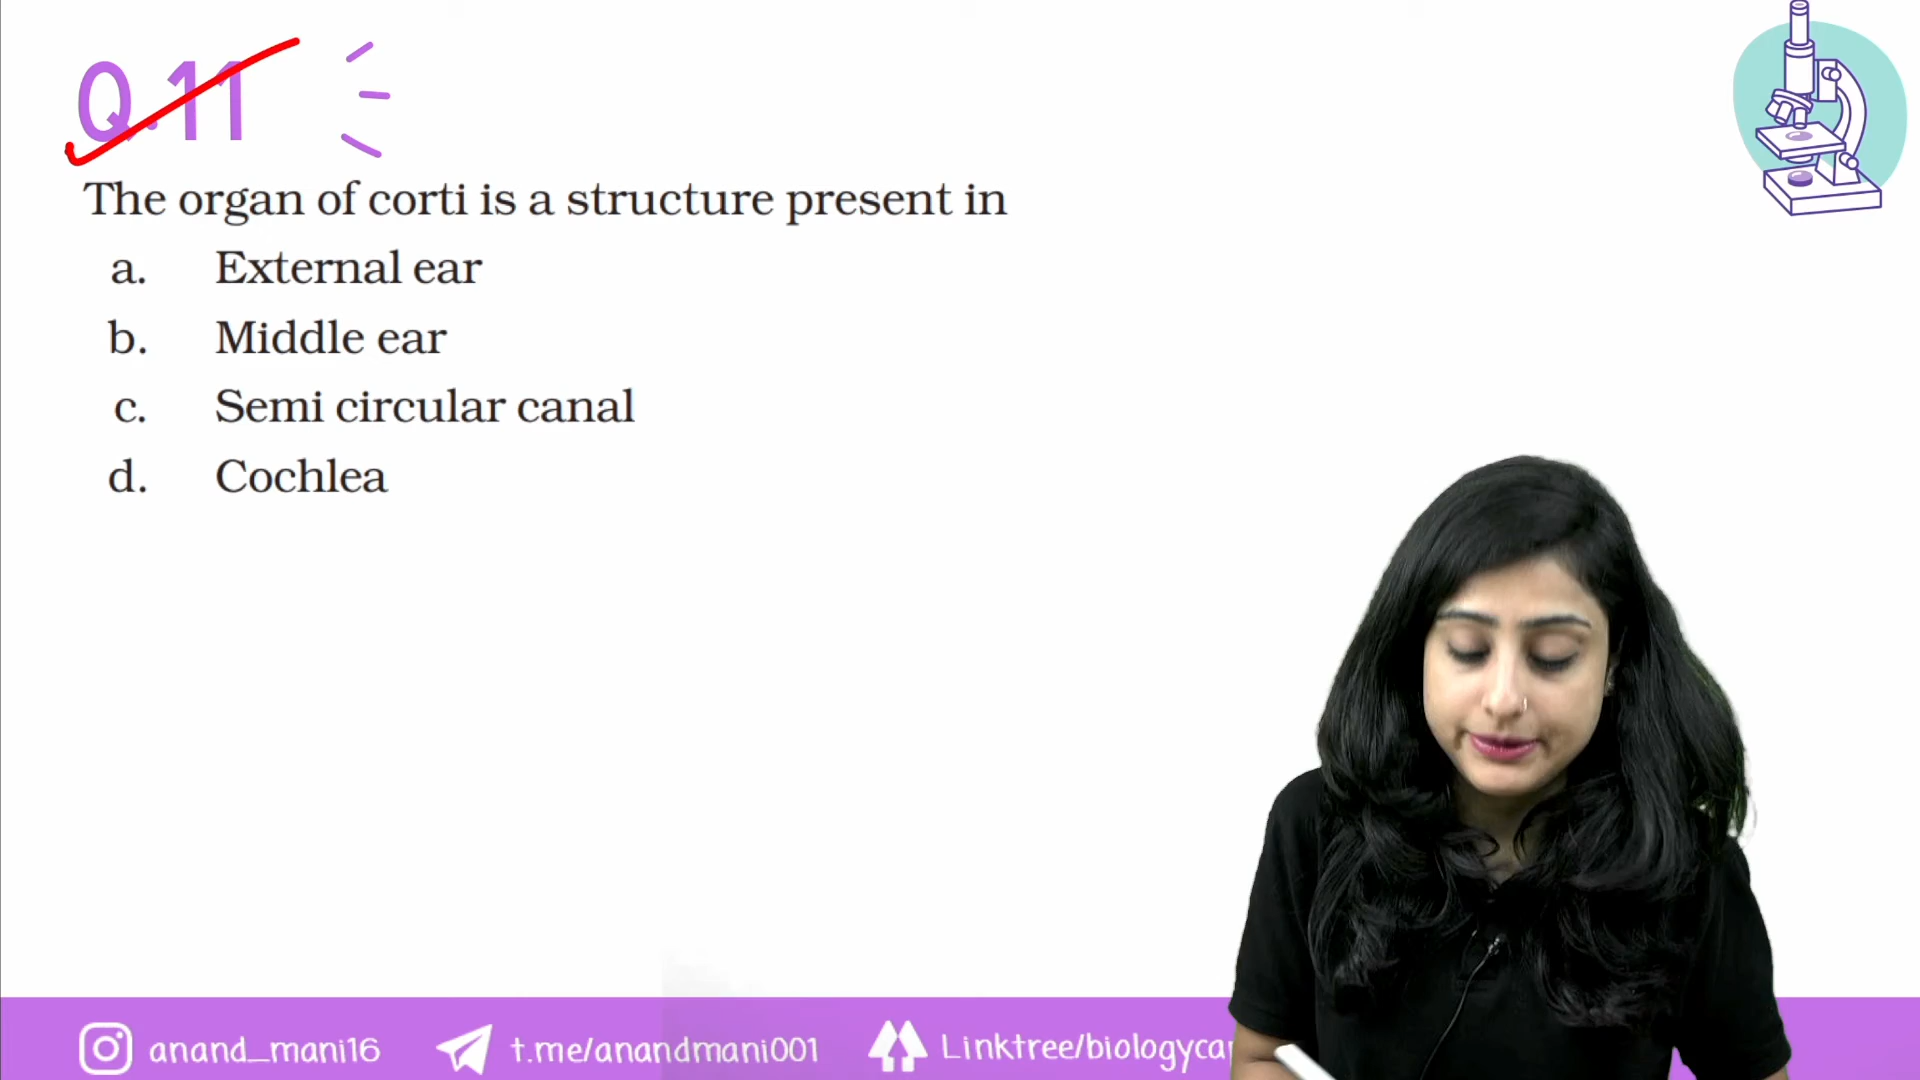 Q.11
The organ of corti is a structure present in
a. External ear
b. Middle ear
c. Semi circular canal
d. Cochlea
anand_mani16 t.me/anandmani001 Linktree/biologycar